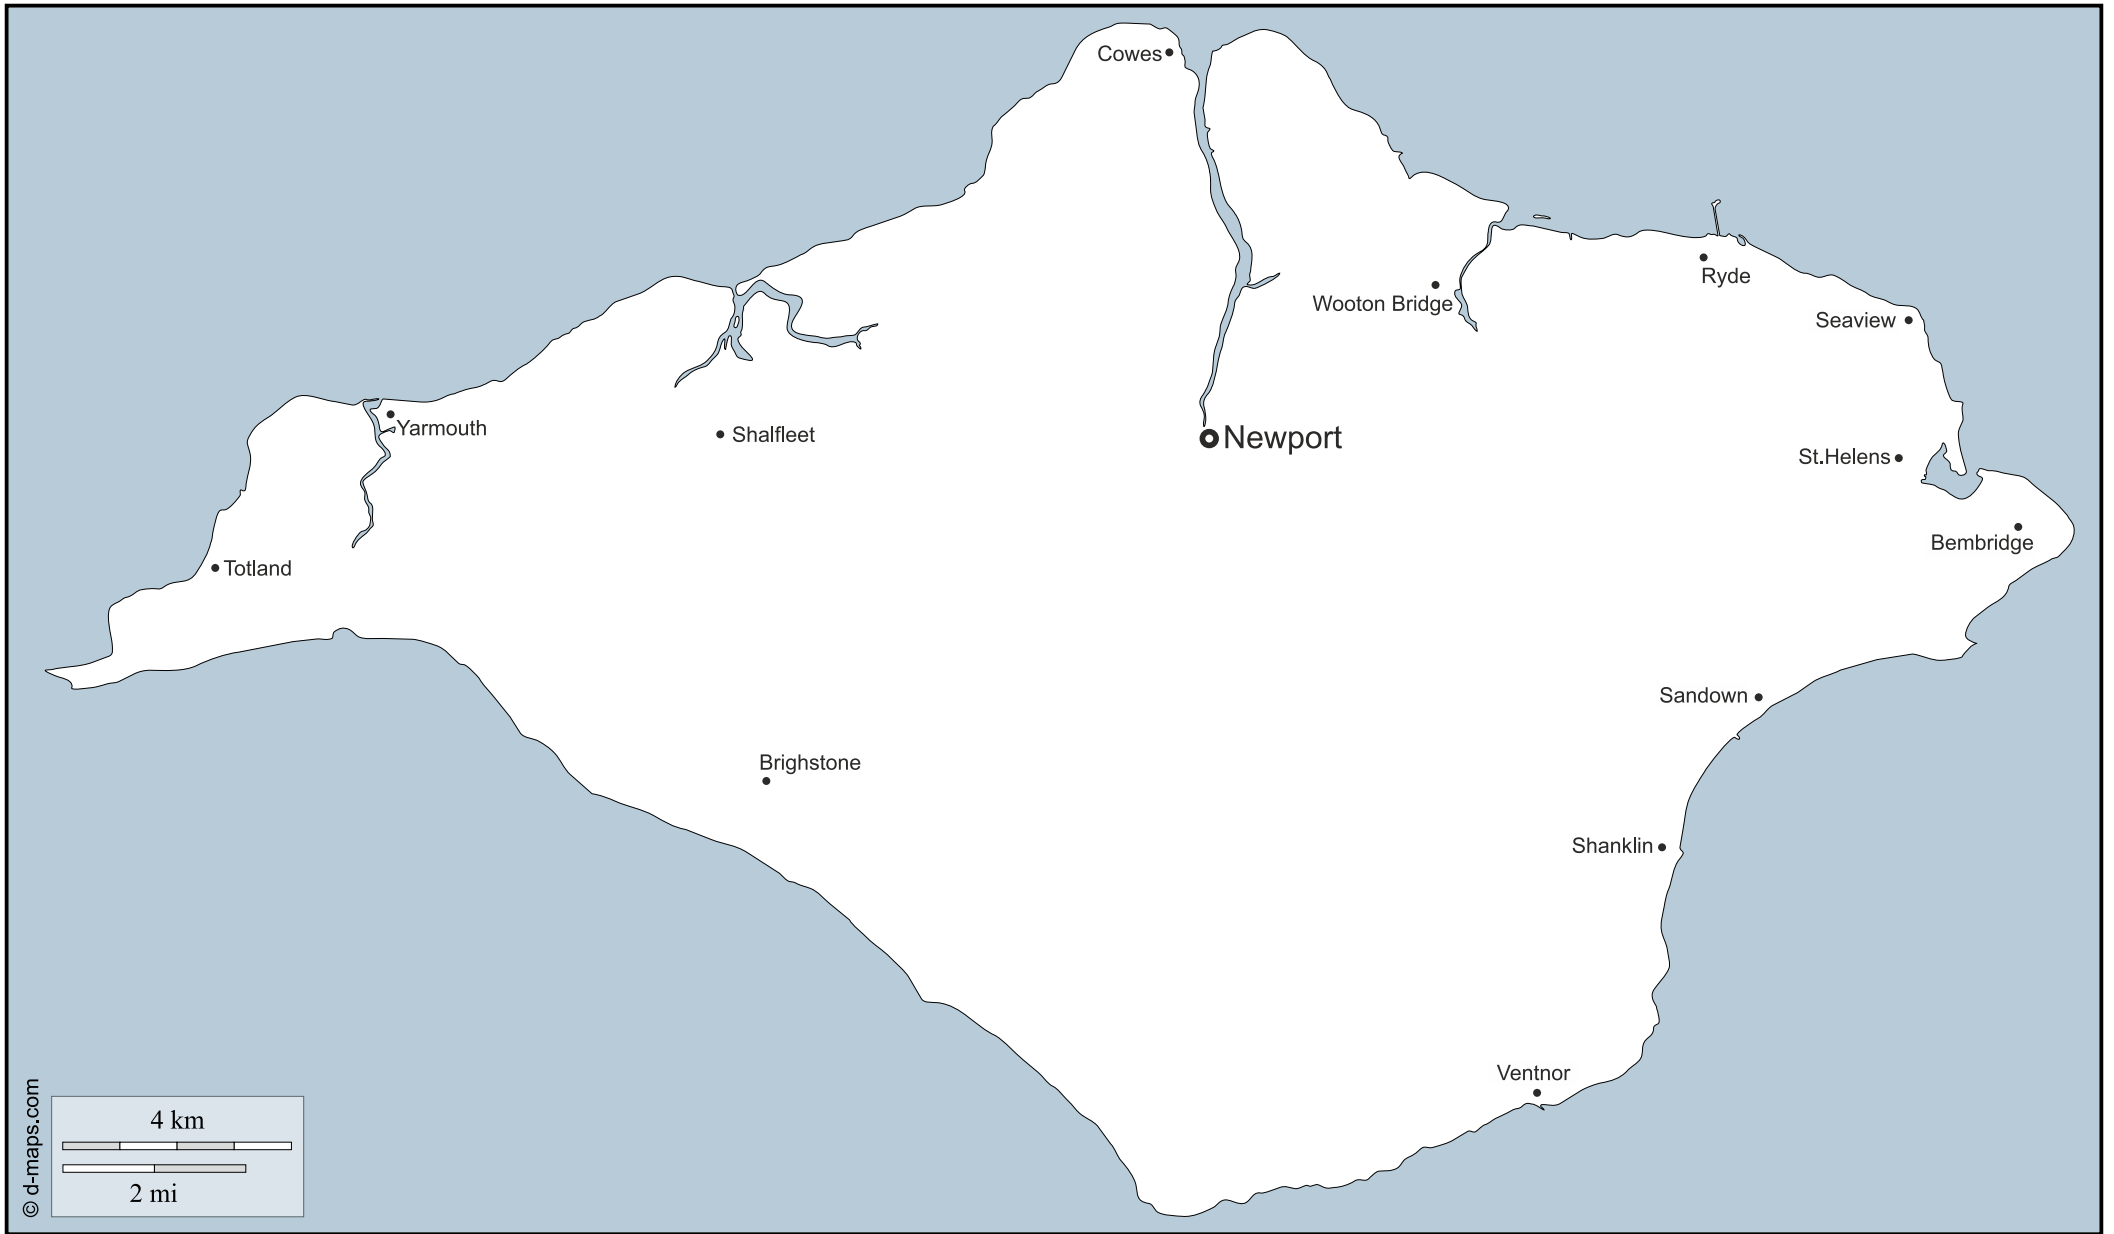 Cowes
Ryde
Wooton Bridge
Seaview
Yarmouth
Shalfleet
Newport
St.Helens
Bembridge
Totland
Sandown
Brighstone
Shanklin
Ventnor
4 km
2 mi
© d-maps.com